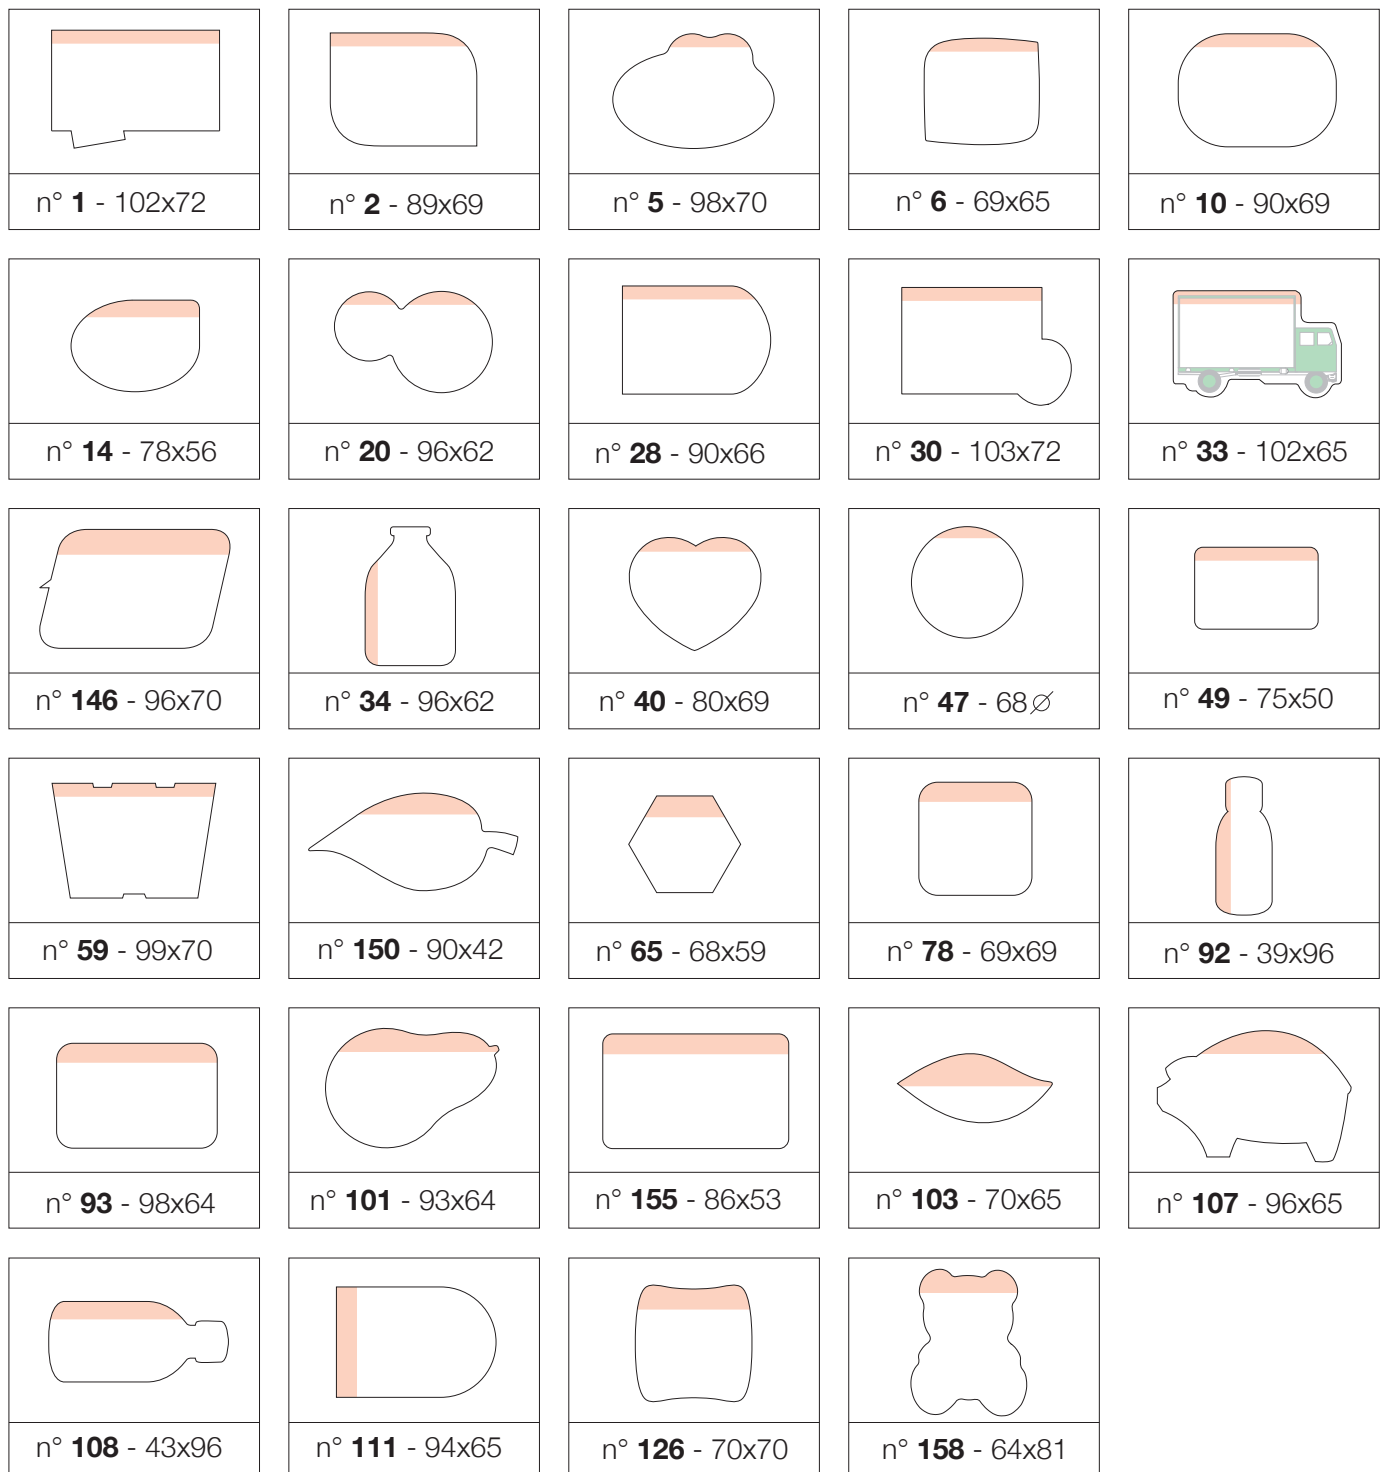 n° 1 - 102x72
n° 2 - 89x69
n° 5 - 98x70
n° 6 - 69x65
n° 10 - 90x69
n° 14 - 78x56
n° 20 - 96x62
n° 28 - 90x66
n° 30 - 103x72
n° 33 - 102x65
n° 146 - 96x70
n° 34 - 96x62
n° 40 - 80x69
n° 47 - 68∅
n° 49 - 75x50
n° 59 - 99x70
n° 150 - 90x42
n° 65 - 68x59
n° 78 - 69x69
n° 92 - 39x96
n° 93 - 98x64
n° 101 - 93x64
n° 155 - 86x53
n° 103 - 70x65
n° 107 - 96x65
n° 108 - 43x96
n° 111 - 94x65
n° 126 - 70x70
n° 158 - 64x81